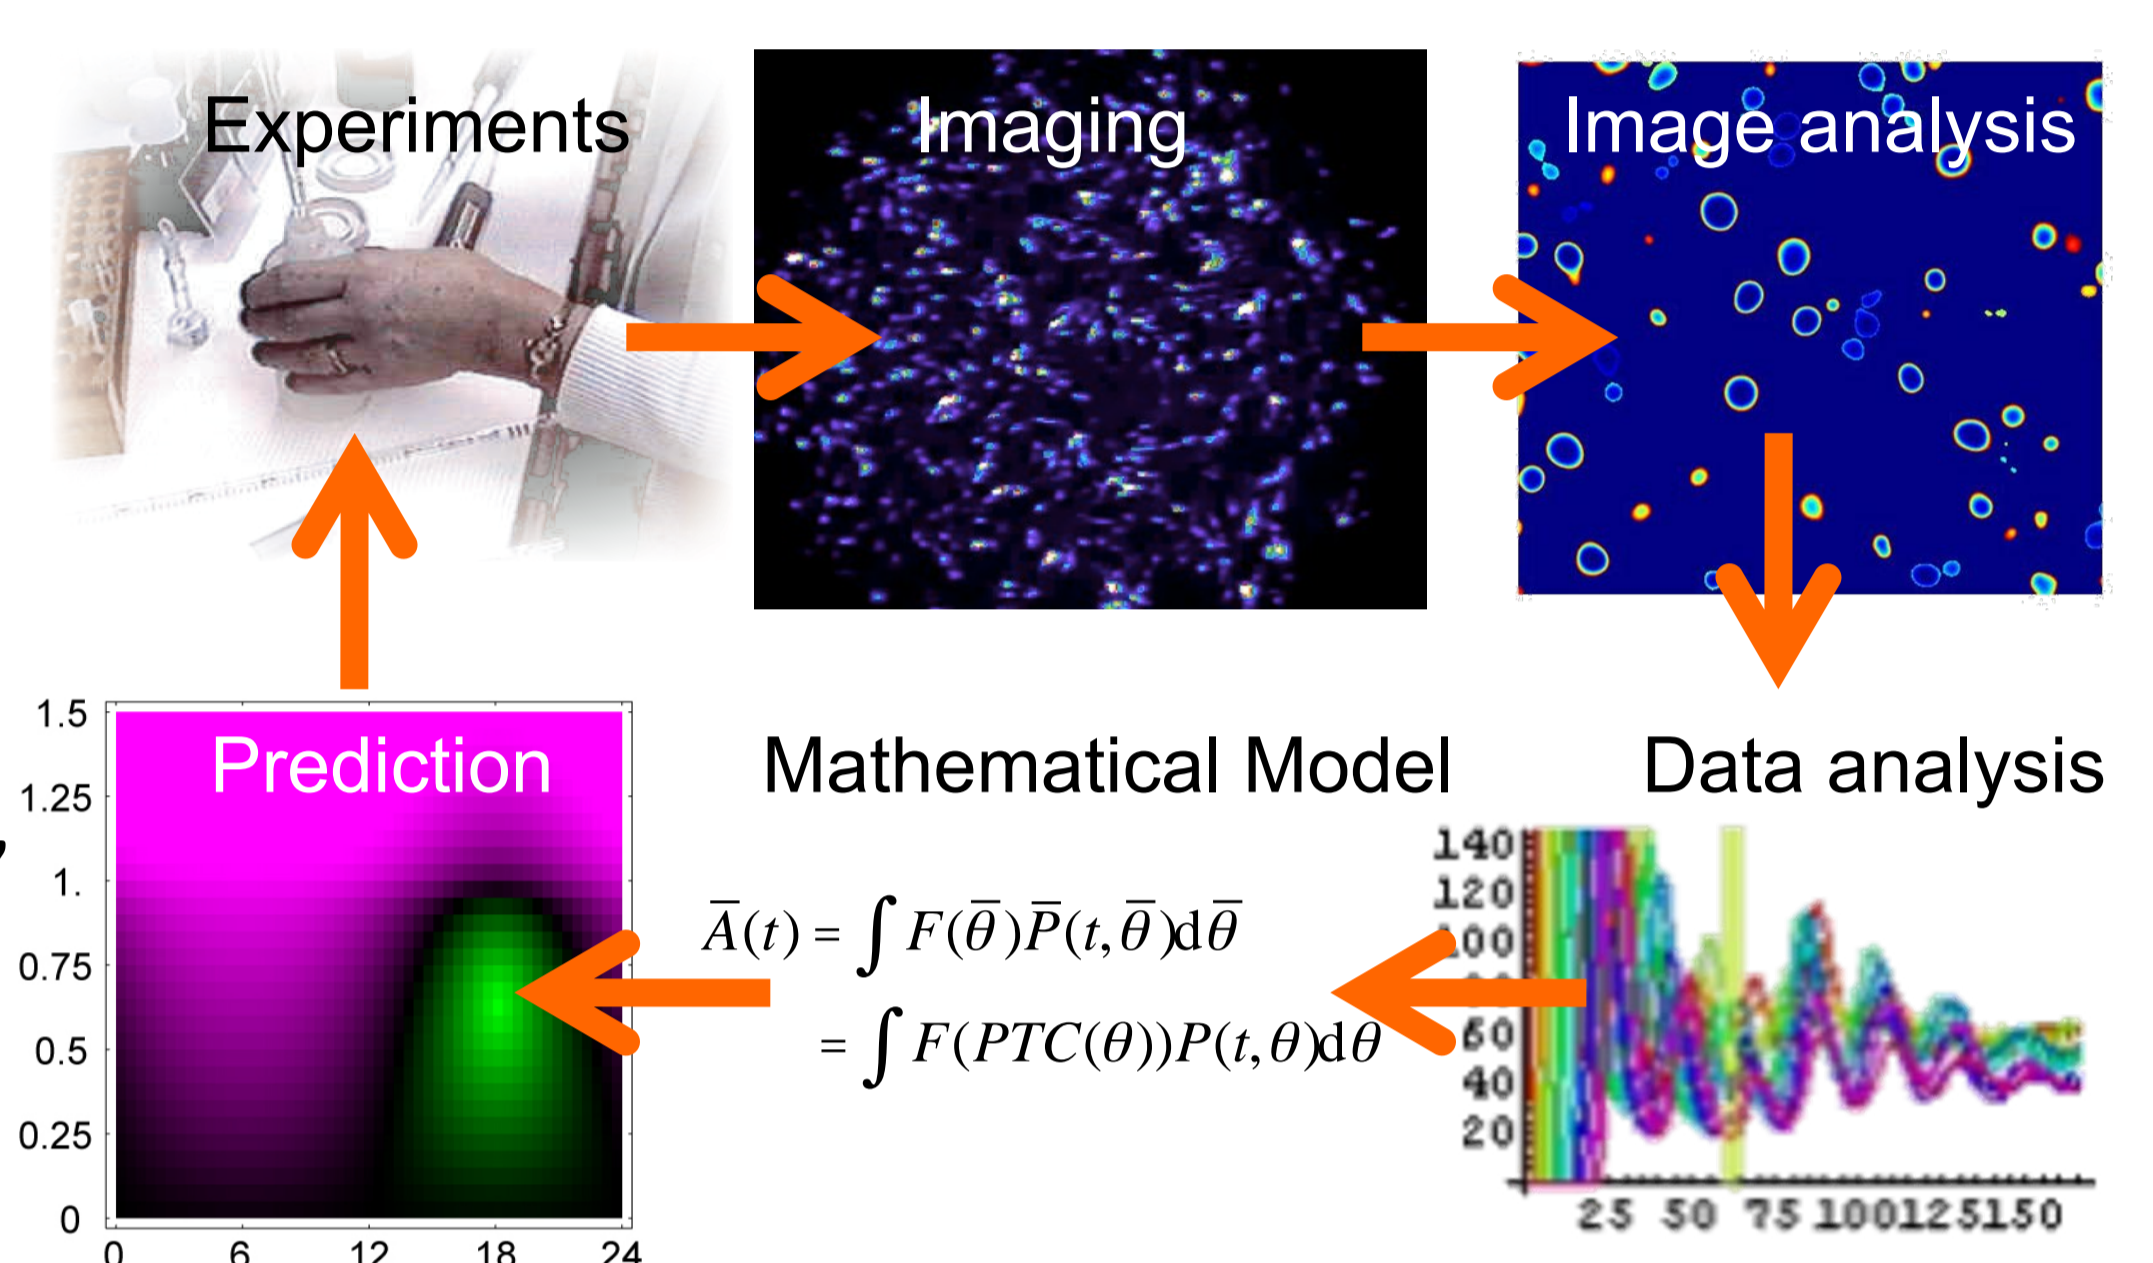 Experiments
Imaging
Image analysis
Prediction
1.5
1.25
1.
0.75
0.5
0.25
0
0 6 12 18 24
Mathematical Model
A̅(t) = ∫ F(θ̅)P̅(t,θ̅)dθ̅
= ∫ F(PTC(θ))P(t,θ)dθ
Data analysis
140
120
100
60
40
20
25 50 75 100125150